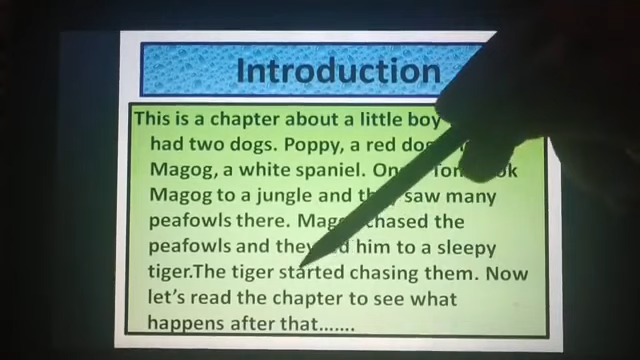 Introduction
This is a chapter about a little boy
had two dogs. Poppy, a red
Magog, a white spaniel.
Magog to a jungle and saw many
peafowls there. chased the
peafowls and him to a sleepy
tiger.The tiger started chasing them. Now
let's read the chapter to see what
happens after that.......